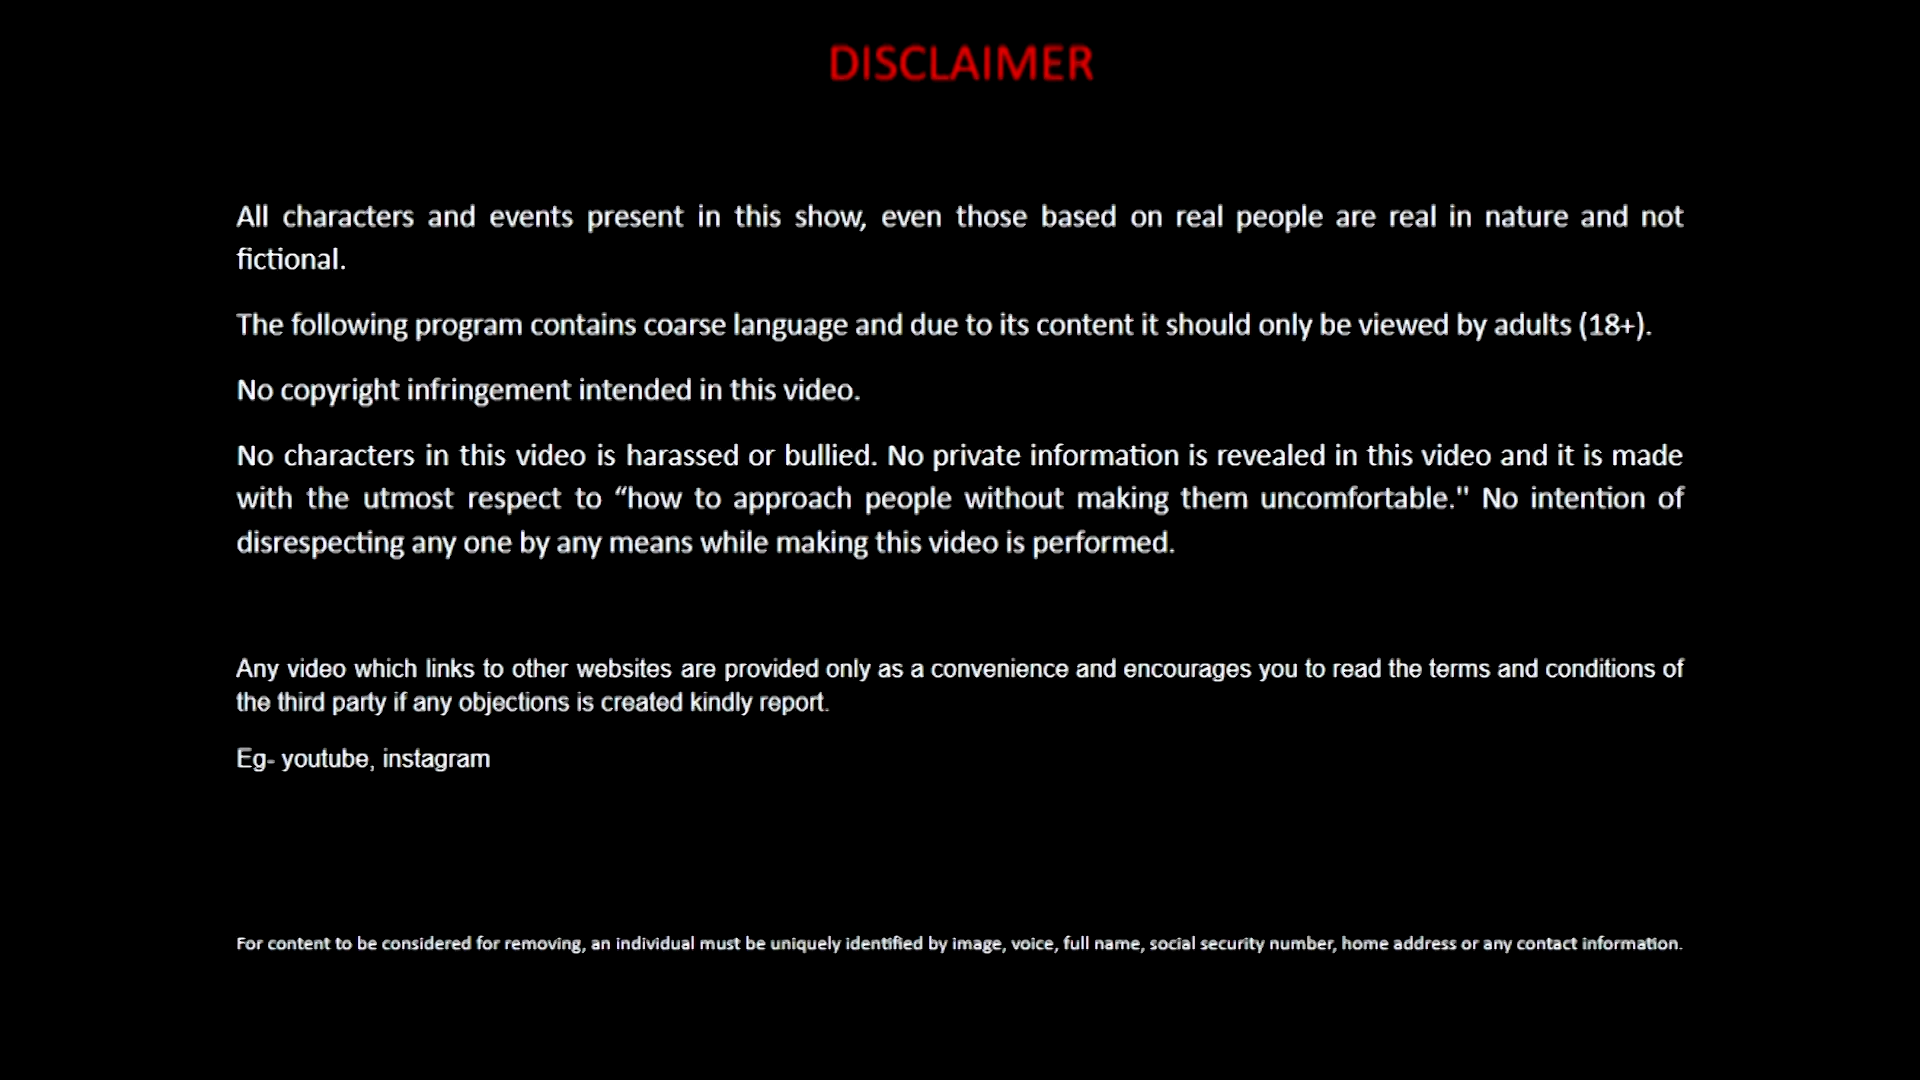 DISCLAIMER
All characters and events present in this show, even those based on real people are real in nature and not
fictional.
The following program contains coarse language and due to its content it should only be viewed by adults (18+).
No copyright infringement intended in this video.
No characters in this video is harassed or bullied. No private information is revealed in this video and it is made
with the utmost respect to “how to approach people without making them uncomfortable." No intention of
disrespecting any one by any means while making this video is performed.
Any video which links to other websites are provided only as a convenience and encourages you to read the terms and conditions of
the third party if any objections is created kindly report.
Eg- youtube, instagram
For content to be considered for removing, an individual must be uniquely identified by image, voice, full name, social security number, home address or any contact information.